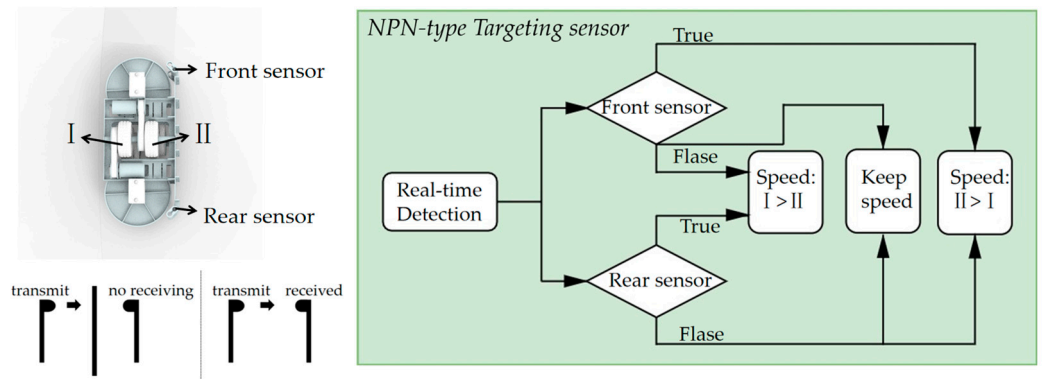 Front sensor
I
II
Rear sensor
transmit
no receiving
transmit
received
NPN-type Targeting sensor
True
Front sensor
Flase
Real-time
Detection
Speed:
I > II
Keep
speed
Speed:
II > I
True
Rear sensor
Flase